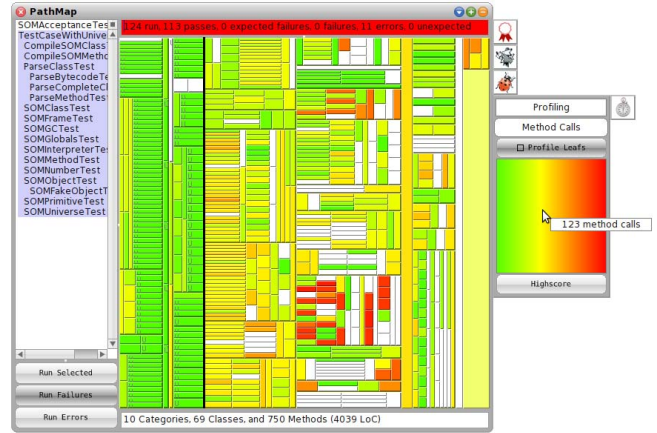 PathMap
SOMAcceptanceTes
TestCaseWithUnive
CompileSOMClass
CompileSOMMetho
ParseClassTest
ParseBytecodeTe
ParseCompleteCl
ParseMethodTest
SOMClassTest
SOMFrameTest
SOMGCTest
SOMGlobalsTest
SOMInterpreterTe
SOMMethodTest
SOMNumberTest
SOMObjectTest
SOMFakeObjectT
SOMPrimitiveTest
SOMUniverseTest
Run Selected
Run Failures
Run Errors
124 run, 113 passes, 0 expected failures, 0 failures, 11 errors, 0 unexpected
10 Categories, 69 Classes, and 750 Methods (4039 LoC)
Profiling
Method Calls
Profile Leafs
123 method calls
Highscore